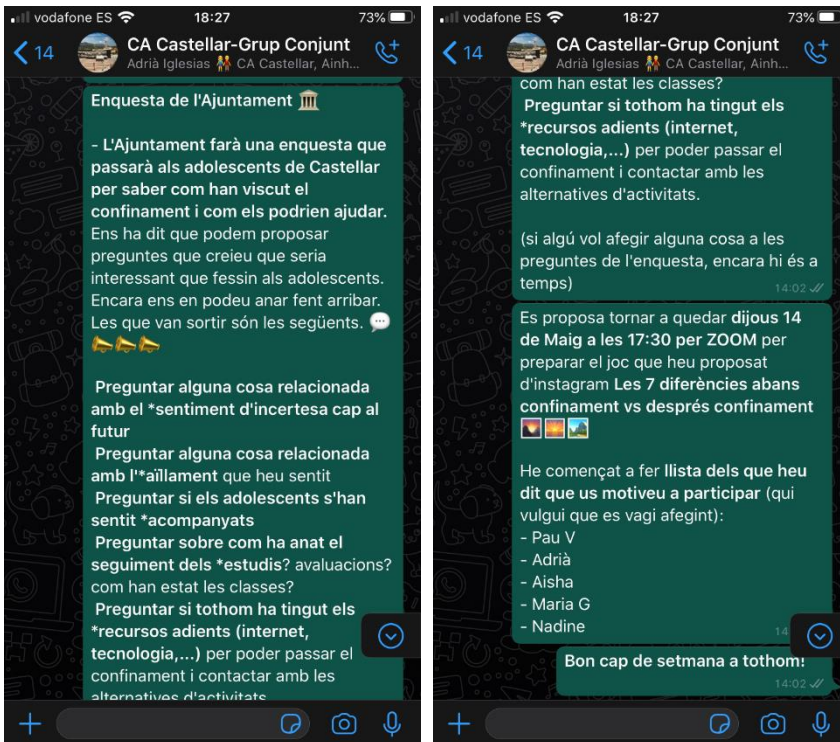 vodafone ES 18:27 73%
14 CA Castellar-Grup Conjunt
Adrià Iglesias CA Castellar, Ainh...
Enquesta de l'Ajuntament 🏛️
- L'Ajuntament farà una enquesta que
passarà als adolescents de Castellar
per saber com han viscut el
confinament i com els podrien ajudar.
Ens ha dit que podem proposar
preguntes que creieu que seria
interessant que fessin als adolescents.
Encara ens en podeu anar fent arribar.
Les que van sortir són les següents. 💬
📣📣📣
Preguntar alguna cosa relacionada
amb el *sentiment d'incertesa cap al
futur
Preguntar alguna cosa relacionada
amb l'*aïllament que heu sentit
Preguntar si els adolescents s'han
sentit *acompanyats
Preguntar sobre com ha anat el
seguiment dels *estudis? avaluacions?
com han estat les classes?
Preguntar si tothom ha tingut els
*recursos adients (internet,
tecnologia,...) per poder passar el
confinament i contactar amb les
alternatives d'activitats
vodafone ES 18:27 73%
14 CA Castellar-Grup Conjunt
Adrià Iglesias CA Castellar, Ainh...
com han estat les classes?
Preguntar si tothom ha tingut els
*recursos adients (internet,
tecnologia,...) per poder passar el
confinament i contactar amb les
alternatives d'activitats.
(si algú vol afegir alguna cosa a les
preguntes de l'enquesta, encara hi és a
temps)
14:02
Es proposa tornar a quedar dijous 14
de Maig a les 17:30 per ZOOM per
preparar el joc que heu proposat
d'instagram Les 7 diferències abans
confinament vs després confinament
🌄🌅🏞️
He començat a fer llista dels que heu
dit que us motiveu a participar (qui
vulgui que es vagi afegint):
- Pau V
- Adrià
- Aisha
- Maria G
- Nadine
14
Bon cap de setmana a tothom!
14:02